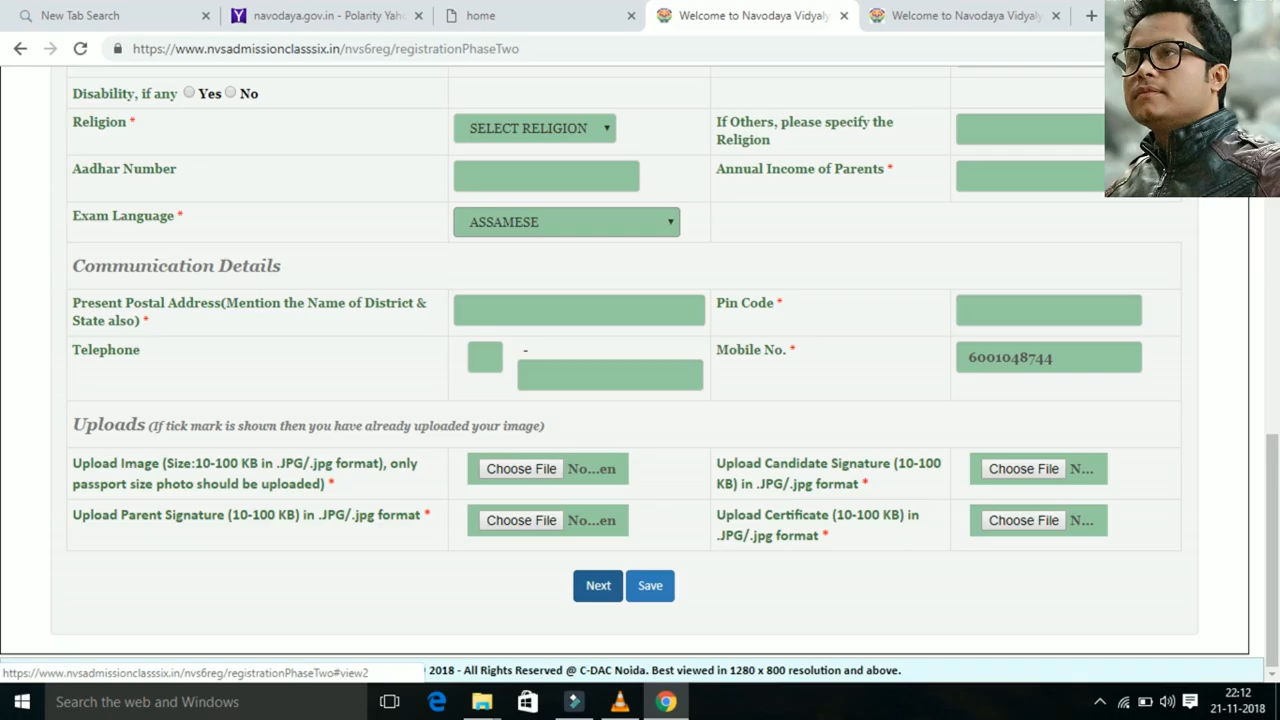 New Tab Search
navodaya.gov.in - Polarity Yaho
home
Welcome to Navodaya Vidyaly
Welcome to Navodaya Vidyaly
https://www.nvsadmissionclasssix.in/nvs6reg/registrationPhaseTwo
Disability, if any Yes No
Religion *
SELECT RELIGION
If Others, please specify the
Religion
Aadhar Number
Annual Income of Parents *
Exam Language *
ASSAMESE
Communication Details
Present Postal Address(Mention the Name of District &
State also) *
Pin Code *
Telephone
-
Mobile No. *
6001048744
Uploads (If tick mark is shown then you have already uploaded your image)
Upload Image (Size:10-100 KB in .JPG/.jpg format), only
passport size photo should be uploaded) *
Choose File No...en
Upload Candidate Signature (10-100
KB) in .JPG/.jpg format *
Choose File N...
Upload Parent Signature (10-100 KB) in .JPG/.jpg format *
Choose File No...en
Upload Certificate (10-100 KB) in
.JPG/.jpg format *
Choose File N...
Next
Save
https://www.nvsadmissionclasssix.in/nvs6reg/registrationPhaseTwo#view2
2018 - All Rights Reserved @ C-DAC Noida. Best viewed in 1280 x 800 resolution and above.
Search the web and Windows
22:12
21-11-2018